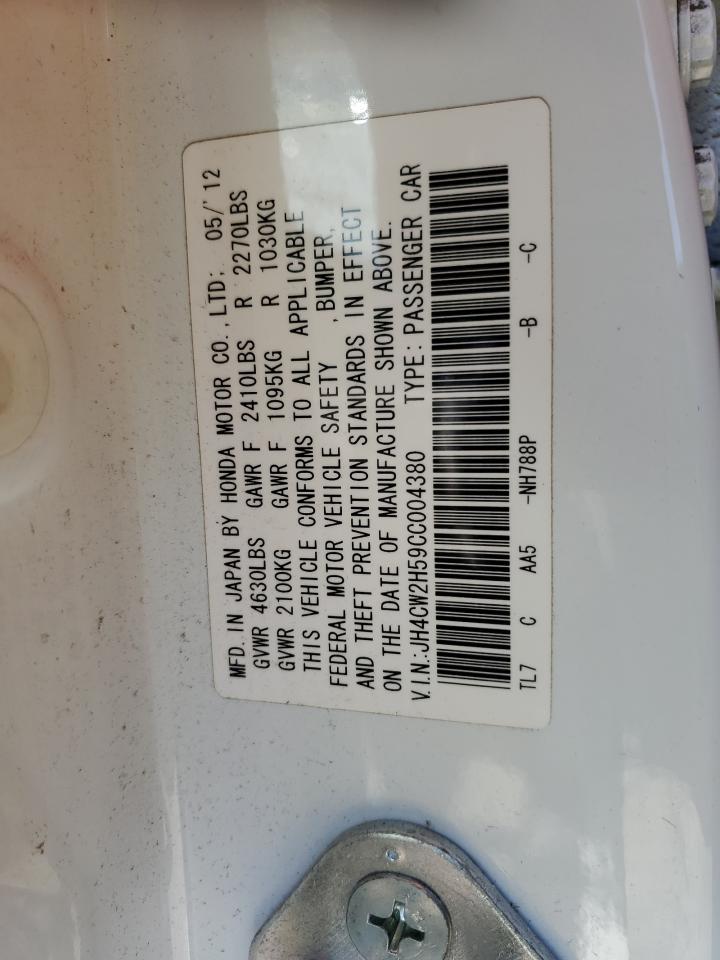 MFD. IN JAPAN BY HONDA MOTOR CO., LTD: 05/'12
GVWR 4630LBS GAWR F 2410LBS R 2270LBS
GVWR 2100KG GAWR F 1095KG R 1030KG
THIS VEHICLE CONFORMS TO ALL APPLICABLE
FEDERAL MOTOR VEHICLE SAFETY , BUMPER,
AND THEFT PREVENTION STANDARDS IN EFFECT
ON THE DATE OF MANUFACTURE SHOWN ABOVE.
V.I.N.:JH4CW2H59CC004380 TYPE: PASSENGER CAR
TL7 C AA5 -NH788P -B -C